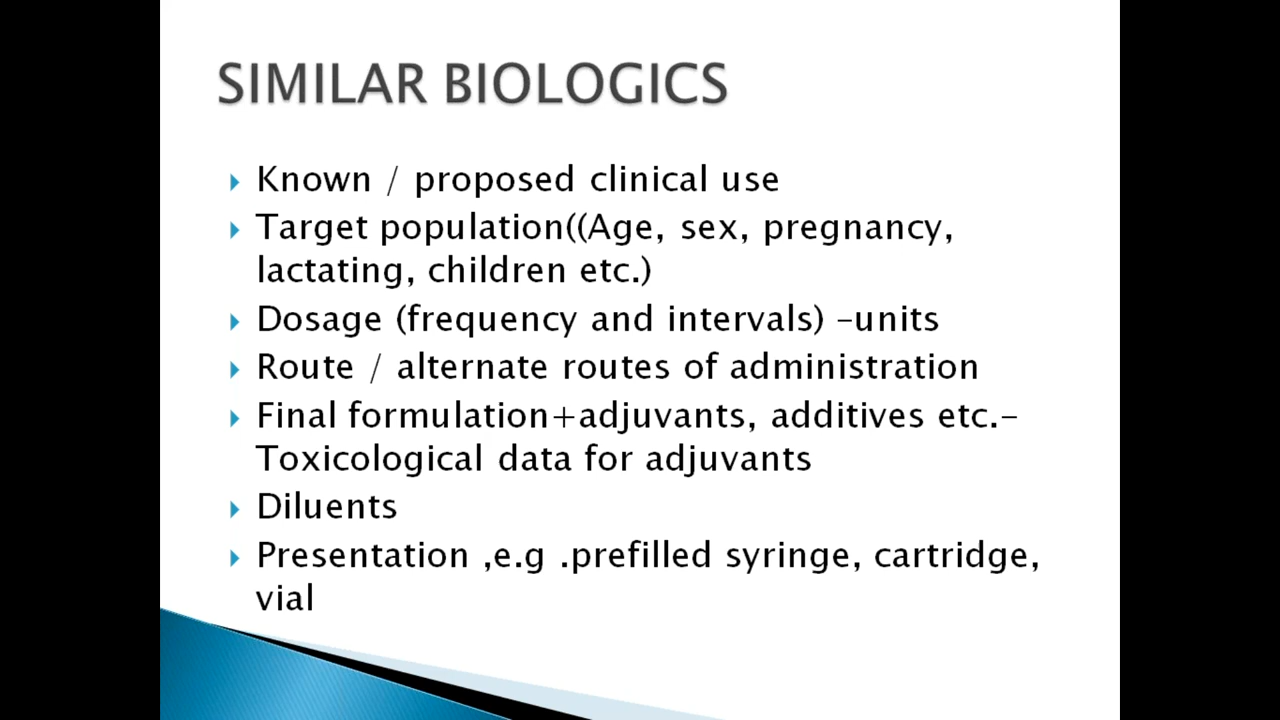 SIMILAR BIOLOGICS
Known / proposed clinical use
Target population((Age, sex, pregnancy,
lactating, children etc.)
Dosage (frequency and intervals) –units
Route / alternate routes of administration
Final formulation+adjuvants, additives etc.–
Toxicological data for adjuvants
Diluents
Presentation ,e.g .prefilled syringe, cartridge,
vial